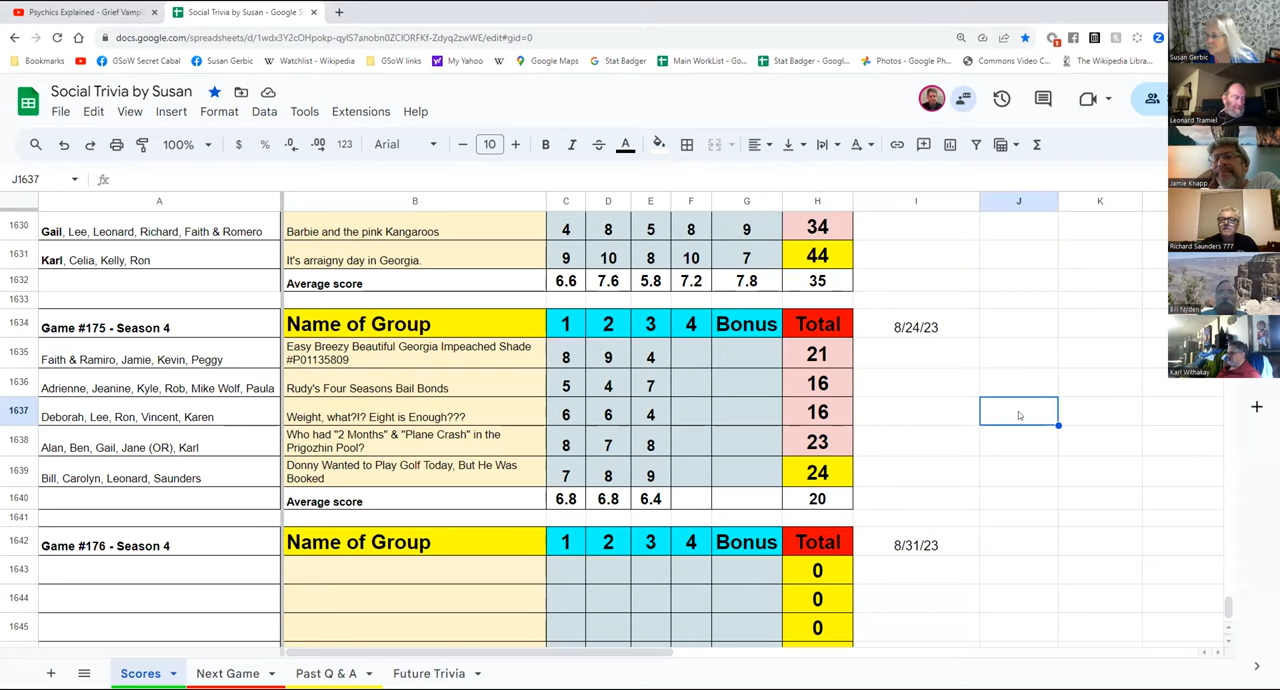 Psychics Explained - Grief Vampi
Social Trivia by Susan - Google S
docs.google.com/spreadsheets/d/1wdx3Y2cOHpokp-qyIS7anobn0ZClORFKf-Zdyq2zwWE/edit#gid=0
Bookmarks GSoW Secret Cabal Susan Gerbic Watchlist - Wikipedia GSoW links My Yahoo Google Maps Stat Badger Main WorkList - Go... Stat Badger - Googl... Photos - Google Ph... Commons Video C... The Wikipedia Libra...
Social Trivia by Susan
File Edit View Insert Format Data Tools Extensions Help
100% $ % .0 .00 123 Arial 10 B I A
J1637 fx
A B C D E F G H I J K
1630 Gail, Lee, Leonard, Richard, Faith & Romero Barbie and the pink Kangaroos 4 8 5 8 9 34
1631 Karl, Celia, Kelly, Ron It's arraigny day in Georgia. 9 10 8 10 7 44
1632 Average score 6.6 7.6 5.8 7.2 7.8 35
1633
1634 Game #175 - Season 4 Name of Group 1 2 3 4 Bonus Total 8/24/23
1635 Faith & Ramiro, Jamie, Kevin, Peggy Easy Breezy Beautiful Georgia Impeached Shade
#P01135809 8 9 4 21
1636 Adrienne, Jeanine, Kyle, Rob, Mike Wolf, Paula Rudy's Four Seasons Bail Bonds 5 4 7 16
1637 Deborah, Lee, Ron, Vincent, Karen Weight, what?I? Eight is Enough??? 6 6 4 16
1638 Alan, Ben, Gail, Jane (OR), Karl Who had "2 Months" & "Plane Crash" in the
Prigozhin Pool? 8 7 8 23
1639 Bill, Carolyn, Leonard, Saunders Donny Wanted to Play Golf Today, But He Was
Booked 7 8 9 24
1640 Average score 6.8 6.8 6.4 20
1641
1642 Game #176 - Season 4 Name of Group 1 2 3 4 Bonus Total 8/31/23
1643 0
1644 0
1645 0
Scores Next Game Past Q & A Future Trivia
Susan Gerbic
Leonard Tramiel
Jamie Knapp
Richard Saunders 777
Bill Nyden
Karl Withakay